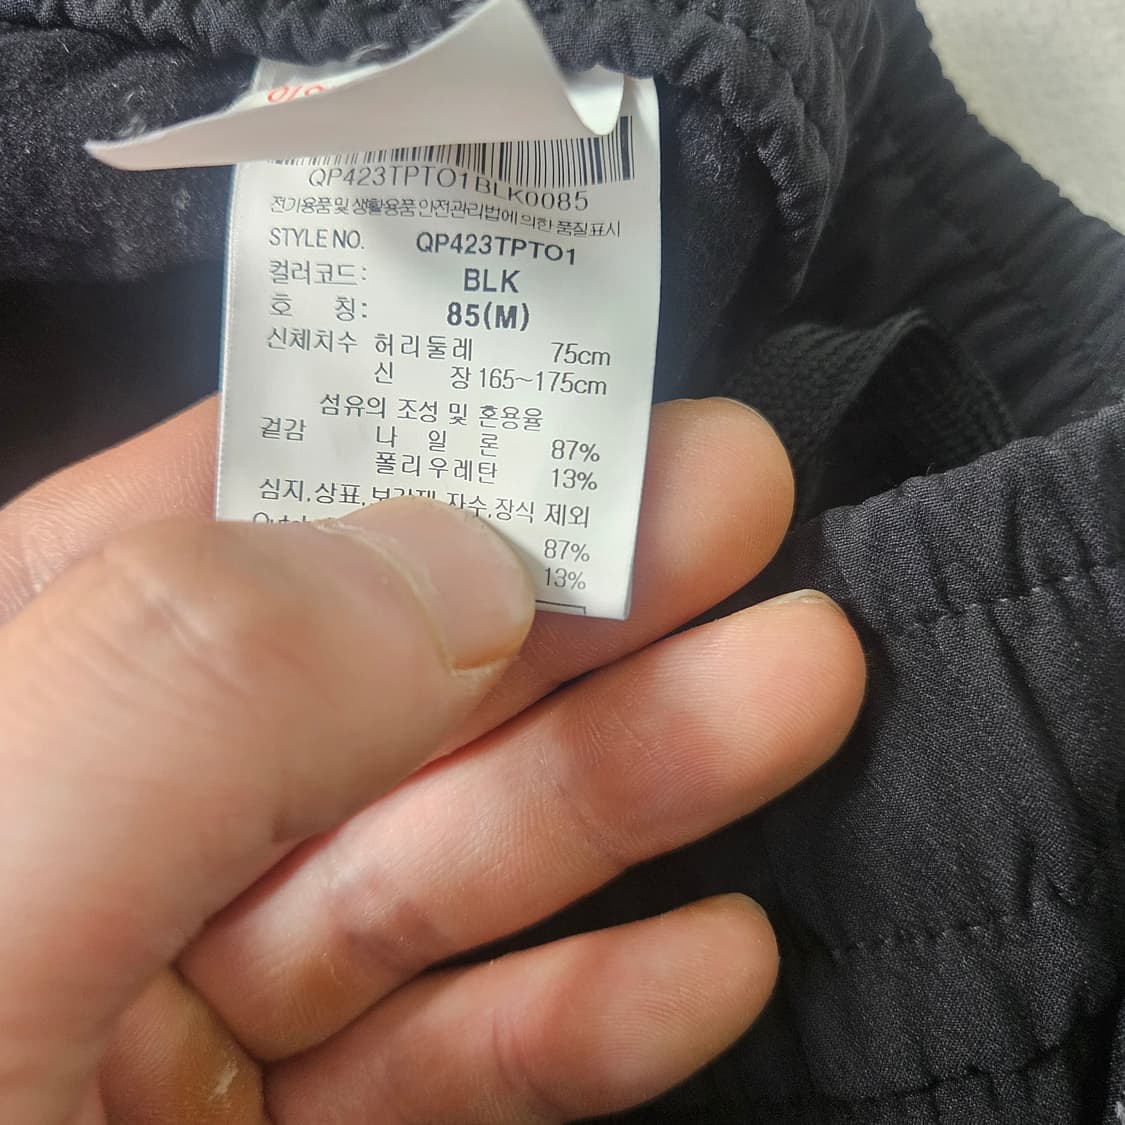 QP423TPTO1BLK0085
전기용품 및 생활용품 안전관리법에 의한 품질표시
STYLE NO. QP423TPTO1
컬러코드: BLK
호 칭: 85(M)
신체치수 허리둘레 75cm
신 장 165~175cm
섬유의 조성 및 혼용율
겉감 나 일 론 87%
폴리우레탄 13%
심지,상표, 자수,장식 제외
87%
13%